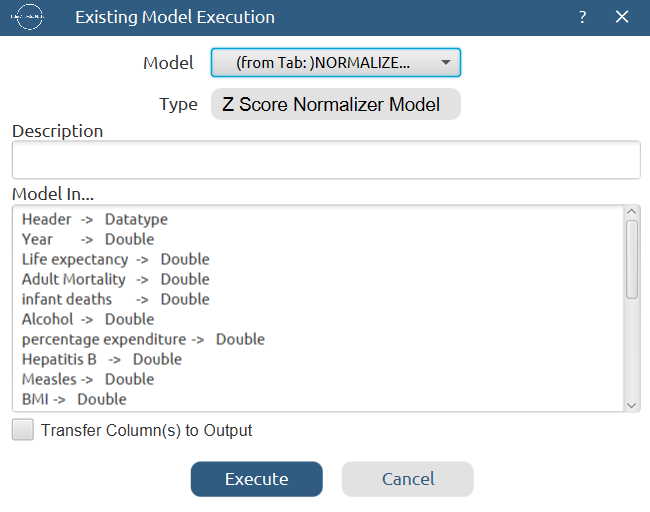 Existing Model Execution ?
Model (from Tab: )NORMALIZE...
Type Z Score Normalizer Model
Description
Model In...
Header -> Datatype
Year -> Double
Life expectancy -> Double
Adult Mortality -> Double
infant deaths -> Double
Alcohol -> Double
percentage expenditure -> Double
Hepatitis B -> Double
Measles -> Double
BMI -> Double
Transfer Column(s) to Output
Execute Cancel